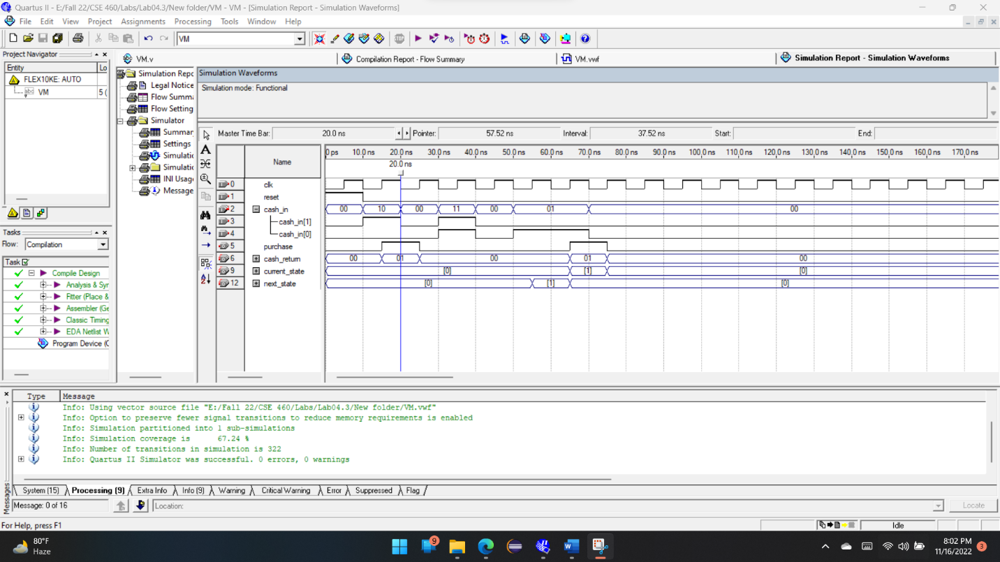 Quartus II - E:/Fall 22/CSE 460/Labs/Lab04.3/New folder/VM - VM - [Simulation Report - Simulation Waveforms]
File Edit View Project Assignments Processing Tools Window Help
VM
Project Navigator
Entity Lo
FLEX10KE: AUTO
VM 5 (
Tasks
Flow: Compilation
Task
Compile Design
Analysis & Syr
Fitter (Place &
Assembler (Ge
Classic Timing
EDA Netlist W
Program Device (C
VM.v
Compilation Report - Flow Summary
VM.vwf
Simulation Report - Simulation Waveforms
Simulation Repo
Legal Notice
Flow Summa
Flow Setting
Simulator
Summar
Settings
Simulatio
Simulatio
INI Usage
Message
Simulation Waveforms
Simulation mode: Functional
Master Time Bar: 20.0 ns Pointer: 57.52 ns Interval: 37.52 ns Start: End:
Name
0 ps 10.0 ns 20.0 ns 30.0 ns 40.0 ns 50.0 ns 60.0 ns 70.0 ns 80.0 ns 90.0 ns 100.0 ns 110.0 ns 120.0 ns 130.0 ns 140.0 ns 150.0 ns 160.0 ns 170.0 ns
20.0 ns
0 clk
1 reset
2 cash_in 00 10 00 11 00 01 00
3 cash_in[1]
4 cash_in[0]
5 purchase
6 cash_return 00 01 00 01 00
9 current_state [0] [1] [0]
12 next_state [0] [1] [0]
Messages
Type Message
Info: Using vector source file "E:/Fall 22/CSE 460/Labs/Lab04.3/New folder/VM.vwf"
Info: Option to preserve fewer signal transitions to reduce memory requirements is enabled
Info: Simulation partitioned into 1 sub-simulations
Info: Simulation coverage is 67.24 %
Info: Number of transitions in simulation is 322
Info: Quartus II Simulator was successful. 0 errors, 0 warnings
System (15) Processing (9) Extra Info Info (9) Warning Critical Warning Error Suppressed Flag
Message: 0 of 16 Location: Locate
For Help, press F1 Idle
80°F
Haze
9
8:02 PM
11/16/2022
3